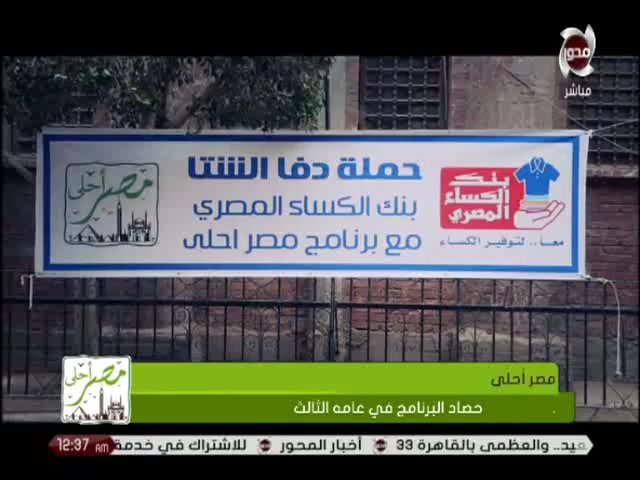 محور
مباشر
حملة دفا الشتا
بنك الكساء المصري
مع برنامج مصر احلى
بنك
الكساء
المصري
معاً.. لتوفير الكساء
مصر أحلى
مصر أحلى
حصاد البرنامج في عامه الثالث
مصر أحلى
12:37 AM
للاشتراك في خدمة
أخبار المحور
والعظمى بالقاهرة 33